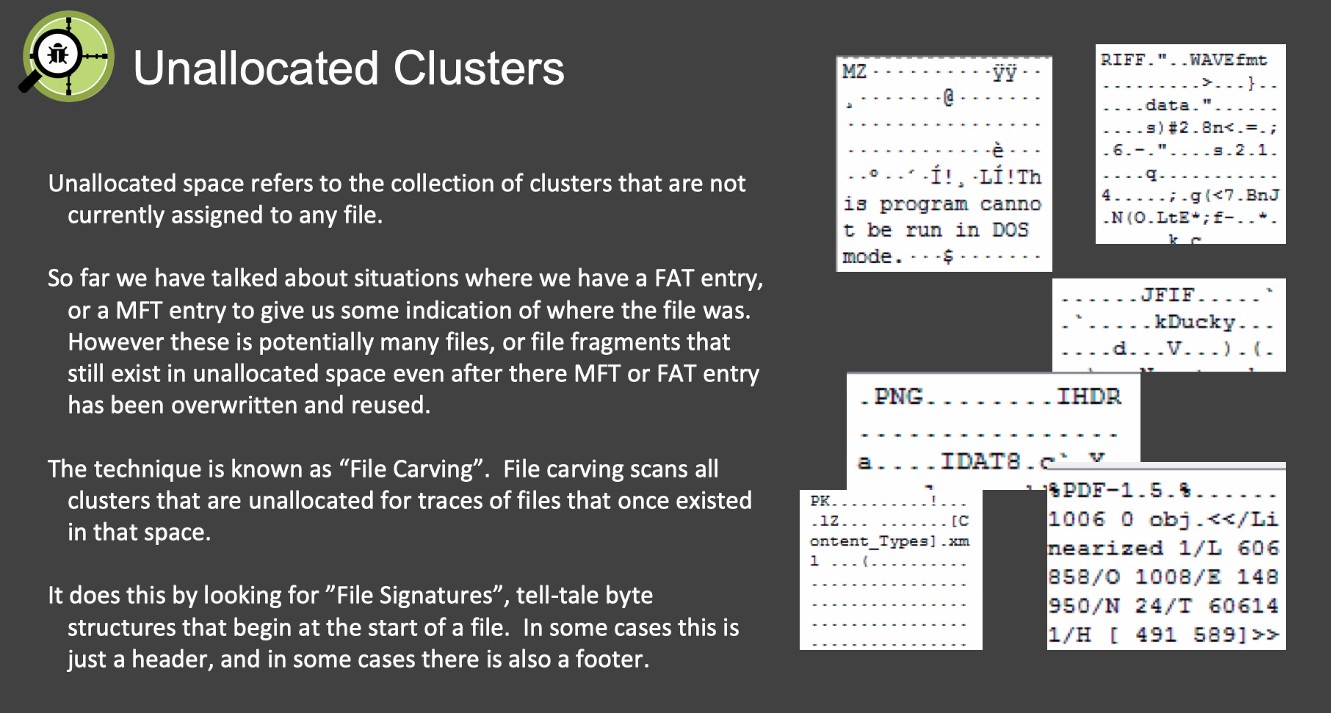 Unallocated Clusters
Unallocated space refers to the collection of clusters that are not
currently assigned to any file.
So far we have talked about situations where we have a FAT entry,
or a MFT entry to give us some indication of where the file was.
However these is potentially many files, or file fragments that
still exist in unallocated space even after there MFT or FAT entry
has been overwritten and reused.
The technique is known as “File Carving”.  File carving scans all
clusters that are unallocated for traces of files that once existed
in that space.
It does this by looking for ”File Signatures”, tell-tale byte
structures that begin at the start of a file.  In some cases this is
just a header, and in some cases there is also a footer.
MZ··········ÿÿ··
¸·······@·······
················
············è···
··º··´·Í!¸·LÍ!Th
is program canno
t be run in DOS
mode.···$·······
RIFF."..WAVEfmt
.........>...}..
....data."......
....s)#2.8n<.=.;
.6.-."....s.2.1.
....q...........
4.....;.g(<7.BnJ
.N(O.LtE*;f-..*.
......JFIF.....`
.`.....kDucky...
....d...V...).(.
.PNG........IHDR
................
a....IDAT8.c`
PK..........!...
.lZ... .......[C
ontent_Types].xm
l ...(..........
................
................
................
................
%PDF-1.5.%......
1006 0 obj.<</Li
nearized 1/L 606
858/O 1008/E 148
950/N 24/T 60614
1/H [ 491 589]>>